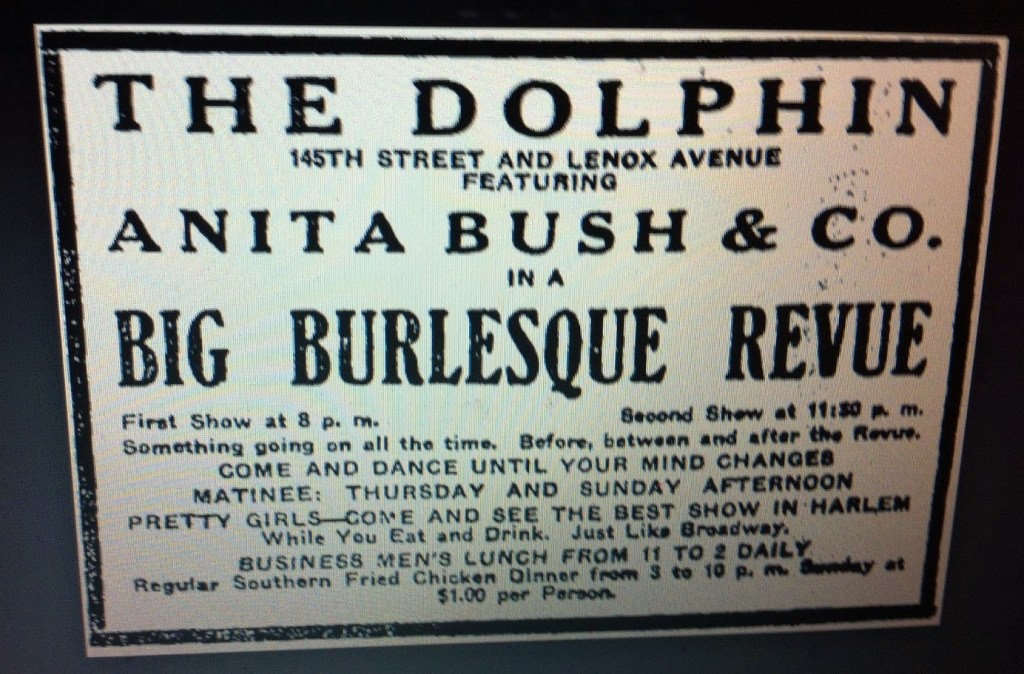 THE DOLPHIN
145TH STREET AND LENOX AVENUE
FEATURING
ANITA BUSH & CO.
IN A
BIG BURLESQUE REVUE
First Show at 8 p. m. Second Show at 11:30 p. m.
Something going on all the time. Before, between and after the Revue.
COME AND DANCE UNTIL YOUR MIND CHANGES
MATINEE: THURSDAY AND SUNDAY AFTERNOON
PRETTY GIRLS—COME AND SEE THE BEST SHOW IN HARLEM
While You Eat and Drink. Just Like Broadway.
BUSINESS MEN'S LUNCH FROM 11 TO 2 DAILY
Regular Southern Fried Chicken Dinner from 3 to 10 p. m. Sunday at
$1.00 per Person.